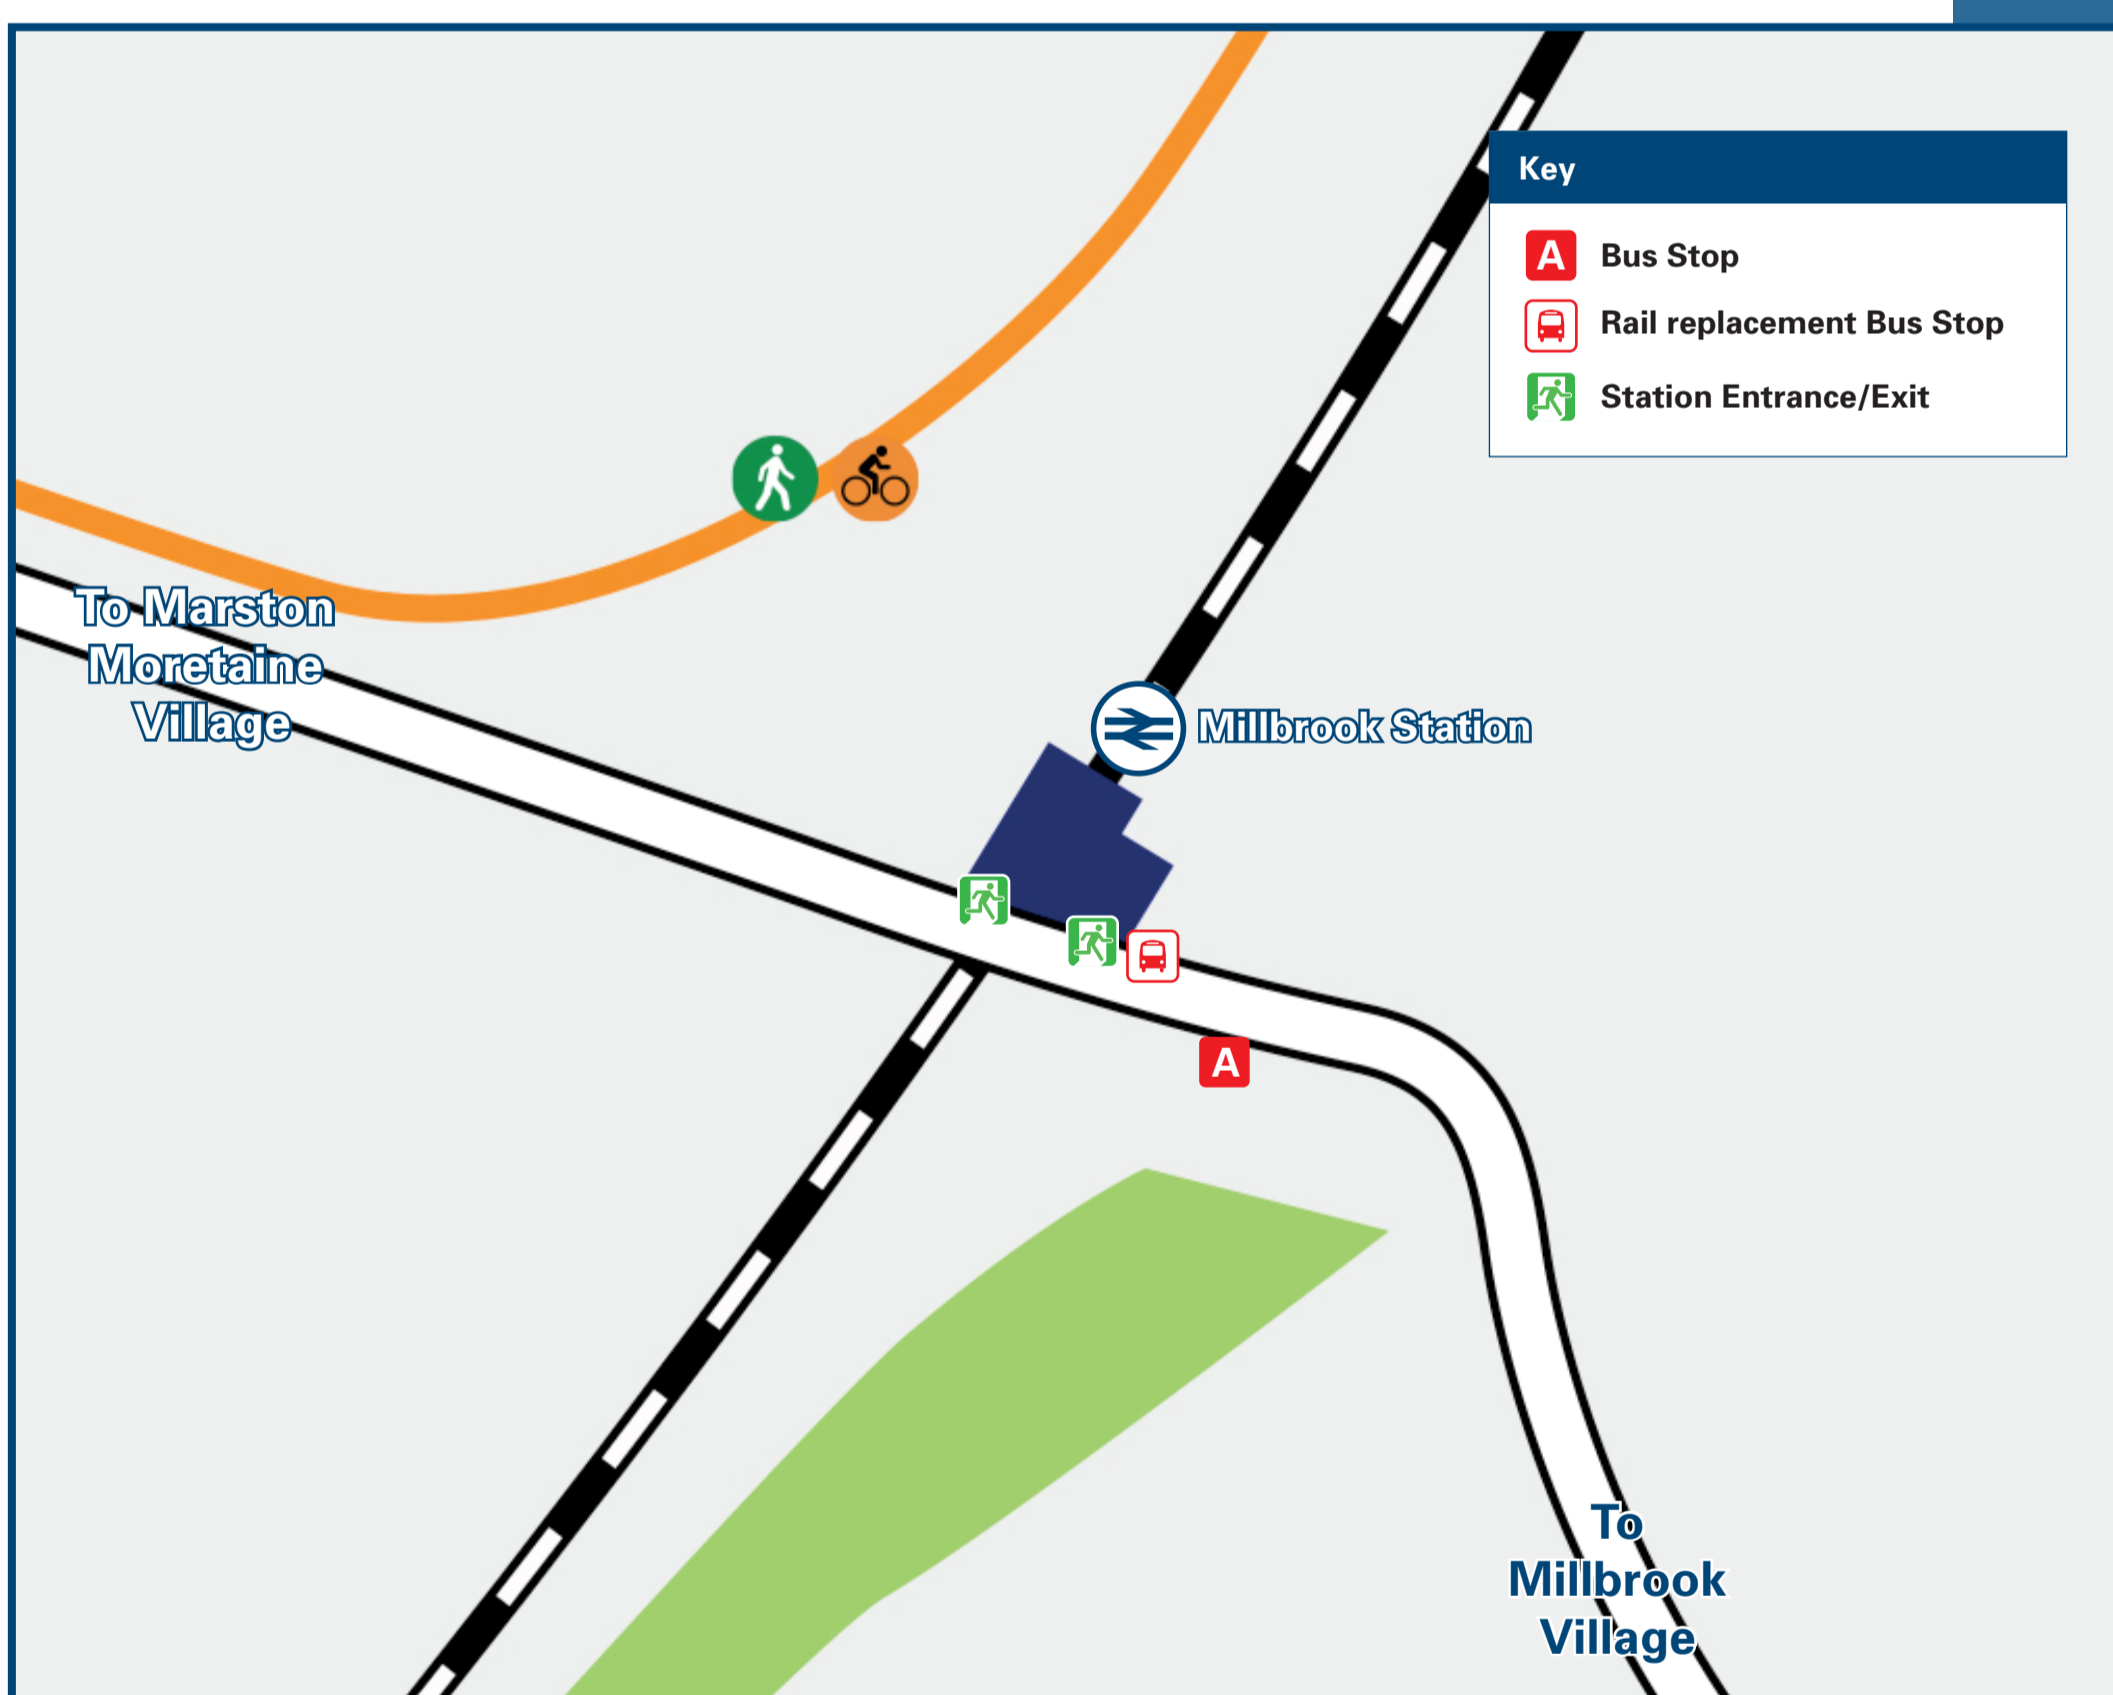 Key
A Bus Stop
Rail replacement Bus Stop
Station Entrance/Exit
To Marston
Moretaine
Village
Millbrook Station
A
To
Millbrook
Village